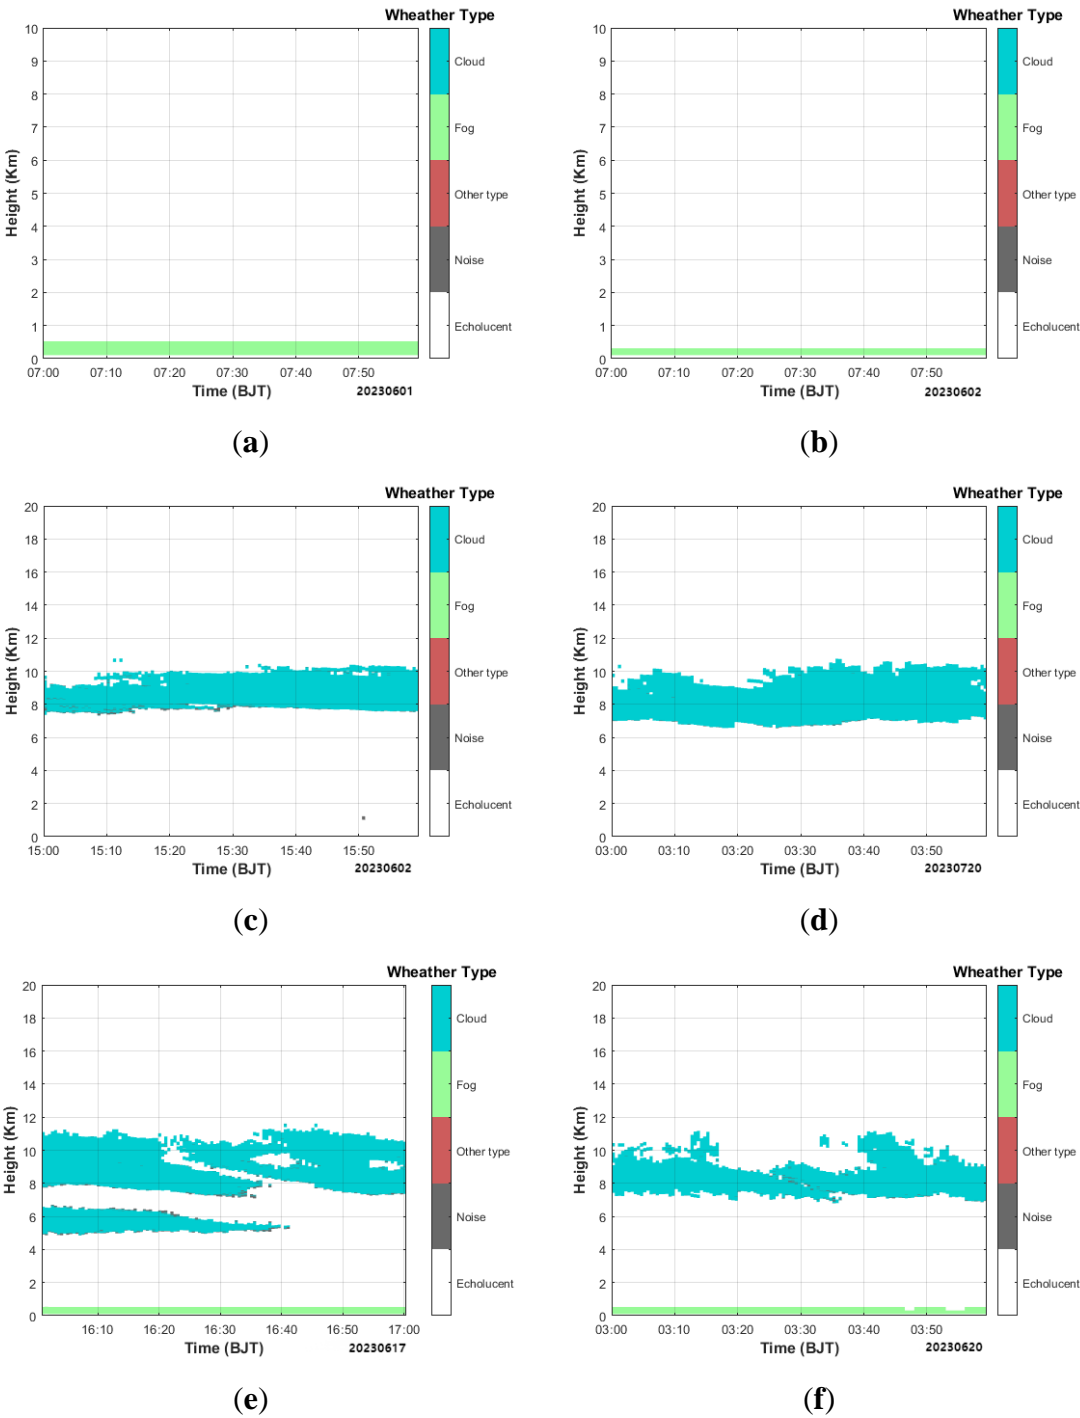 Wheather Type
10
9
8
7
6
5
4
3
2
1
0
Height (Km)
07:00 07:10 07:20 07:30 07:40 07:50
Time (BJT)
20230601
Cloud
Fog
Other type
Noise
Echolucent
(a)
Wheather Type
10
9
8
7
6
5
4
3
2
1
0
Height (Km)
07:00 07:10 07:20 07:30 07:40 07:50
Time (BJT)
20230602
Cloud
Fog
Other type
Noise
Echolucent
(b)
Wheather Type
20
18
16
14
12
10
8
6
4
2
0
Height (Km)
15:00 15:10 15:20 15:30 15:40 15:50
Time (BJT)
20230602
Cloud
Fog
Other type
Noise
Echolucent
(c)
Wheather Type
20
18
16
14
12
10
8
6
4
2
0
Height (Km)
03:00 03:10 03:20 03:30 03:40 03:50
Time (BJT)
20230720
Cloud
Fog
Other type
Noise
Echolucent
(d)
Wheather Type
20
18
16
14
12
10
8
6
4
2
0
Height (Km)
16:10 16:20 16:30 16:40 16:50 17:00
Time (BJT)
20230617
Cloud
Fog
Other type
Noise
Echolucent
(e)
Wheather Type
20
18
16
14
12
10
8
6
4
2
0
Height (Km)
03:00 03:10 03:20 03:30 03:40 03:50
Time (BJT)
20230620
Cloud
Fog
Other type
Noise
Echolucent
(f)